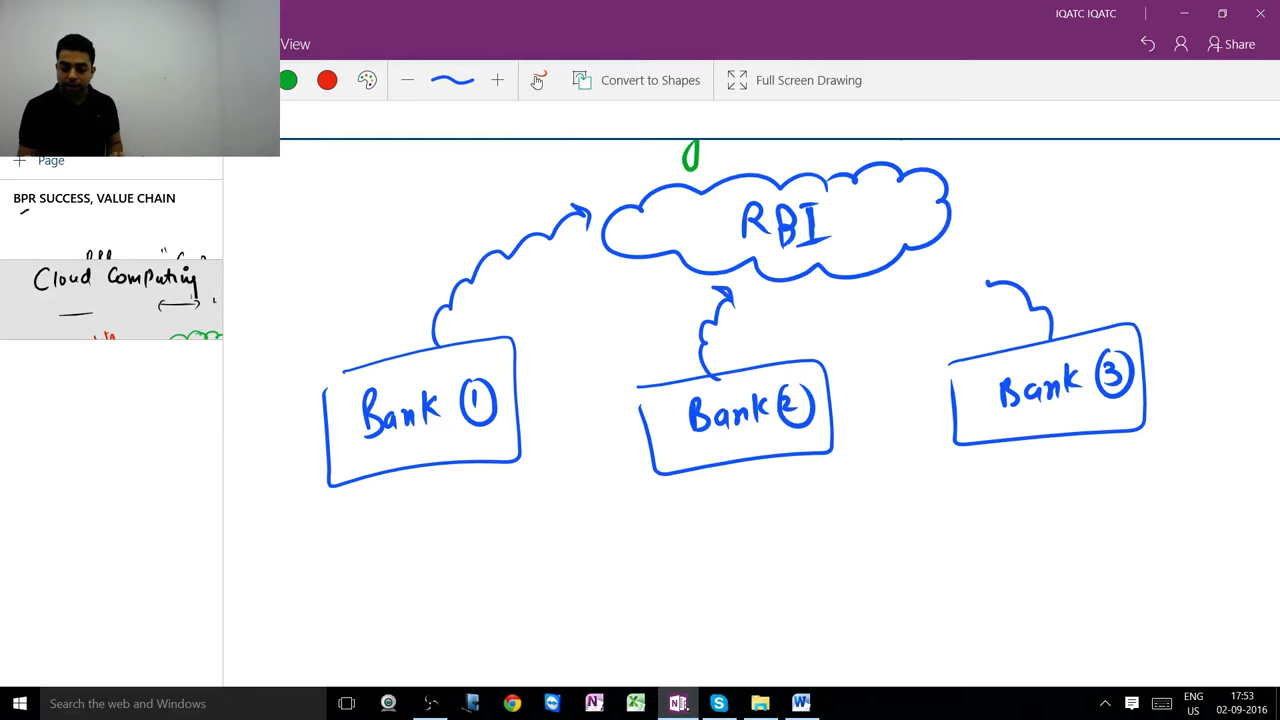 IQATC IQATC
View
Share
Convert to Shapes
Full Screen Drawing
Page
BPR SUCCESS, VALUE CHAIN
Cloud Computing
RBI
Bank 1
Bank 2
Bank 3
Search the web and Windows
ENG
US
17:53
02-09-2016